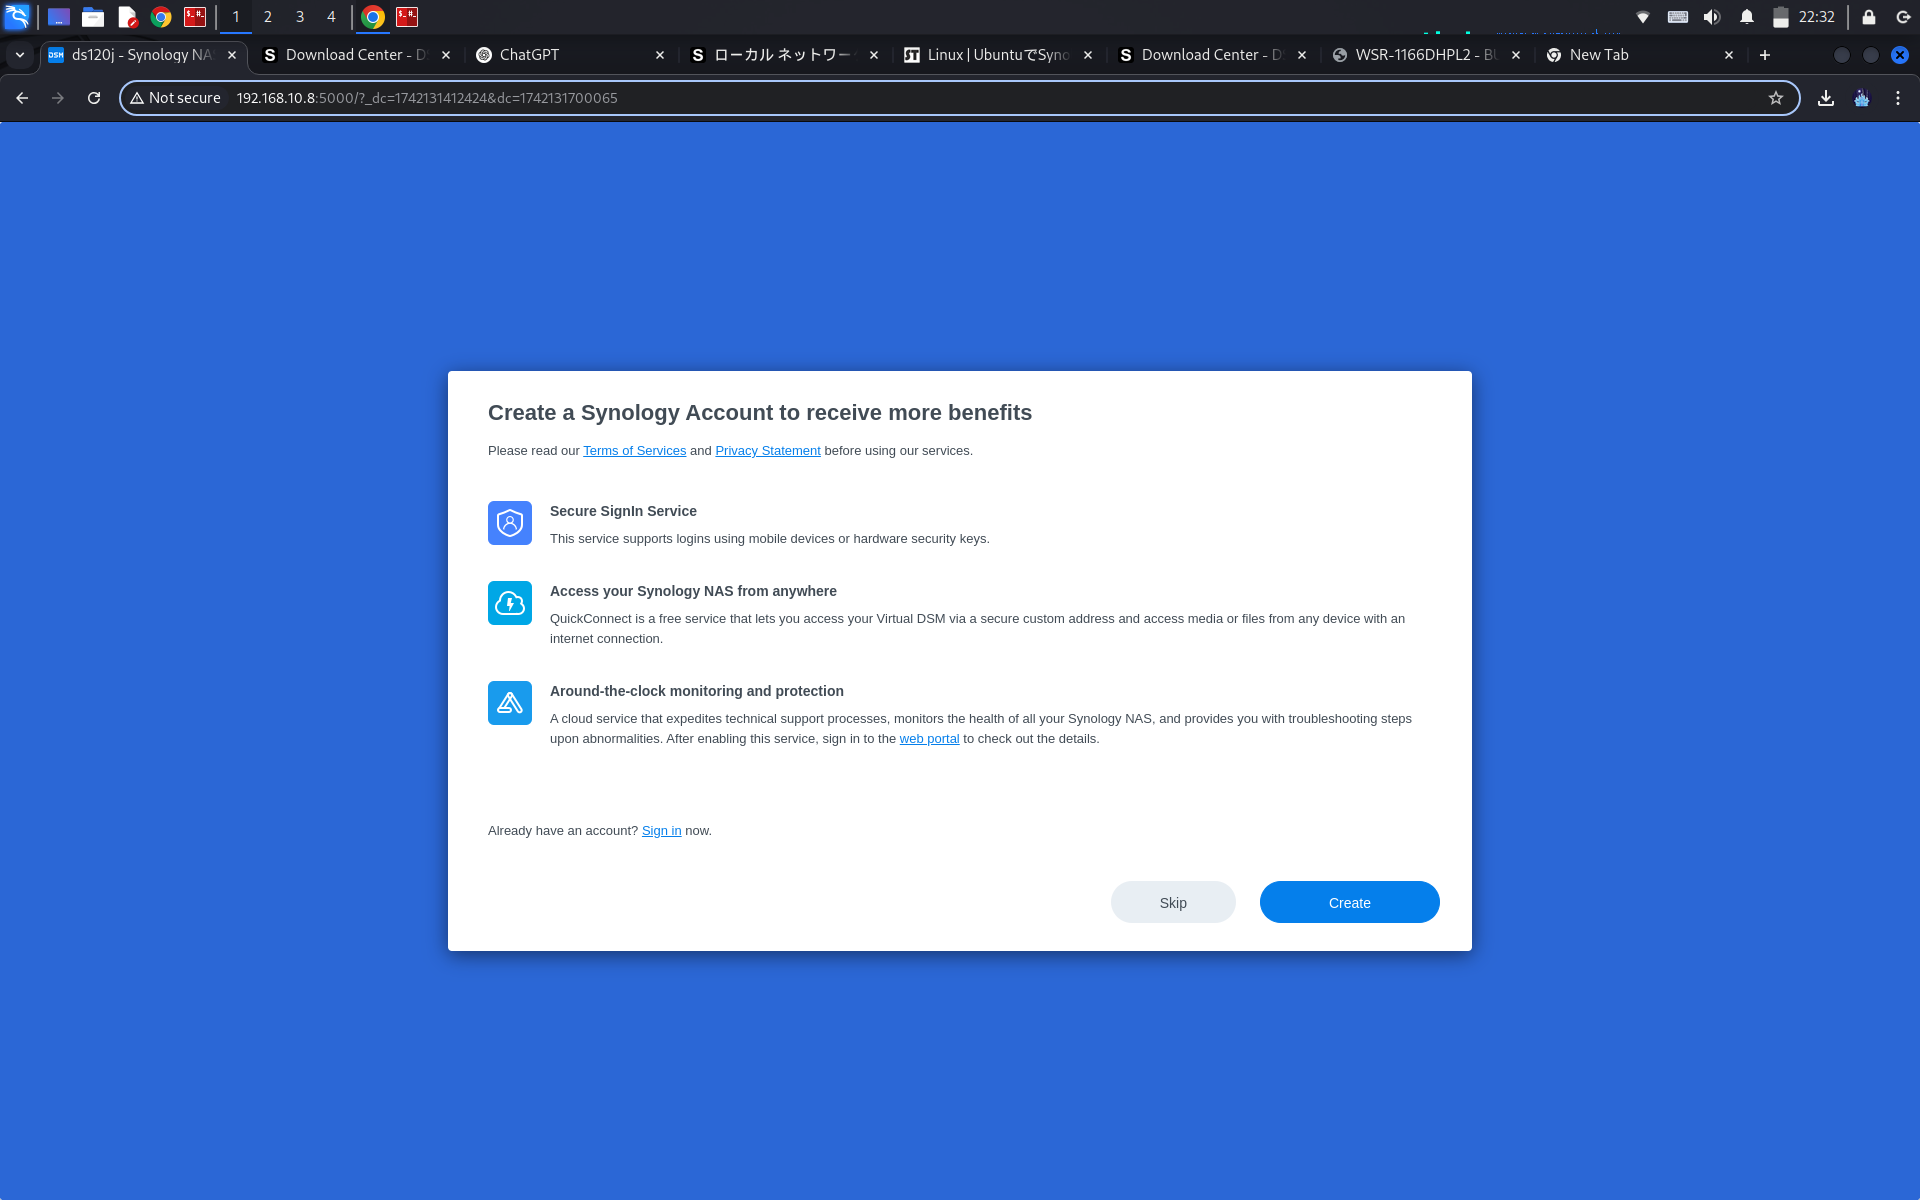 1 2 3 4
22:32
ds120j - Synology NA
Download Center - D
ChatGPT
ローカル ネットワー
Linux | UbuntuでSyno
Download Center - D
WSR-1166DHPL2 - BU
New Tab
Not secure 192.168.10.8:5000/?_dc=1742131412424&dc=1742131700065
Create a Synology Account to receive more benefits
Please read our Terms of Services and Privacy Statement before using our services.
Secure SignIn Service
This service supports logins using mobile devices or hardware security keys.
Access your Synology NAS from anywhere
QuickConnect is a free service that lets you access your Virtual DSM via a secure custom address and access media or files from any device with an
internet connection.
Around-the-clock monitoring and protection
A cloud service that expedites technical support processes, monitors the health of all your Synology NAS, and provides you with troubleshooting steps
upon abnormalities. After enabling this service, sign in to the web portal to check out the details.
Already have an account? Sign in now.
Skip
Create